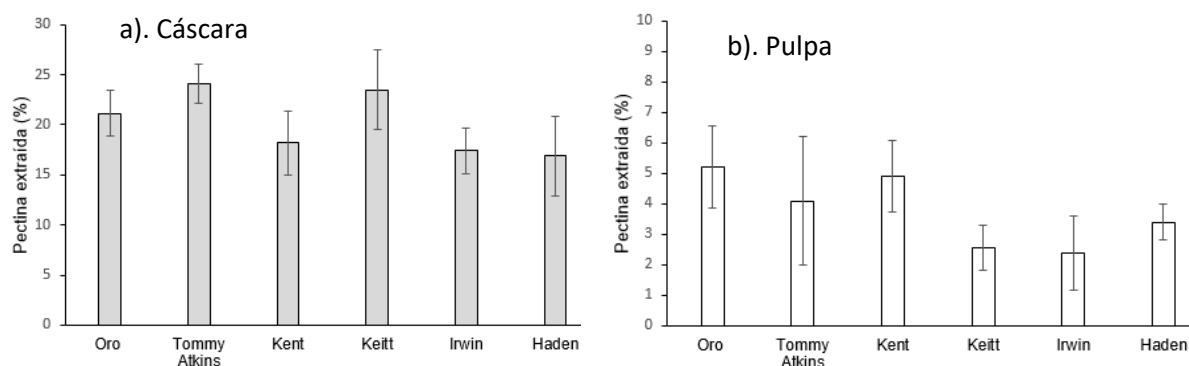 a). Cáscara
Pectina extraída (%)
30
25
20
15
10
5
0
Oro
Tommy
Atkins
Kent
Keitt
Irwin
Haden
b). Pulpa
Pectina extraída (%)
10
9
8
7
6
5
4
3
2
1
0
Oro
Tommy
Atkins
Kent
Keitt
Irwin
Haden